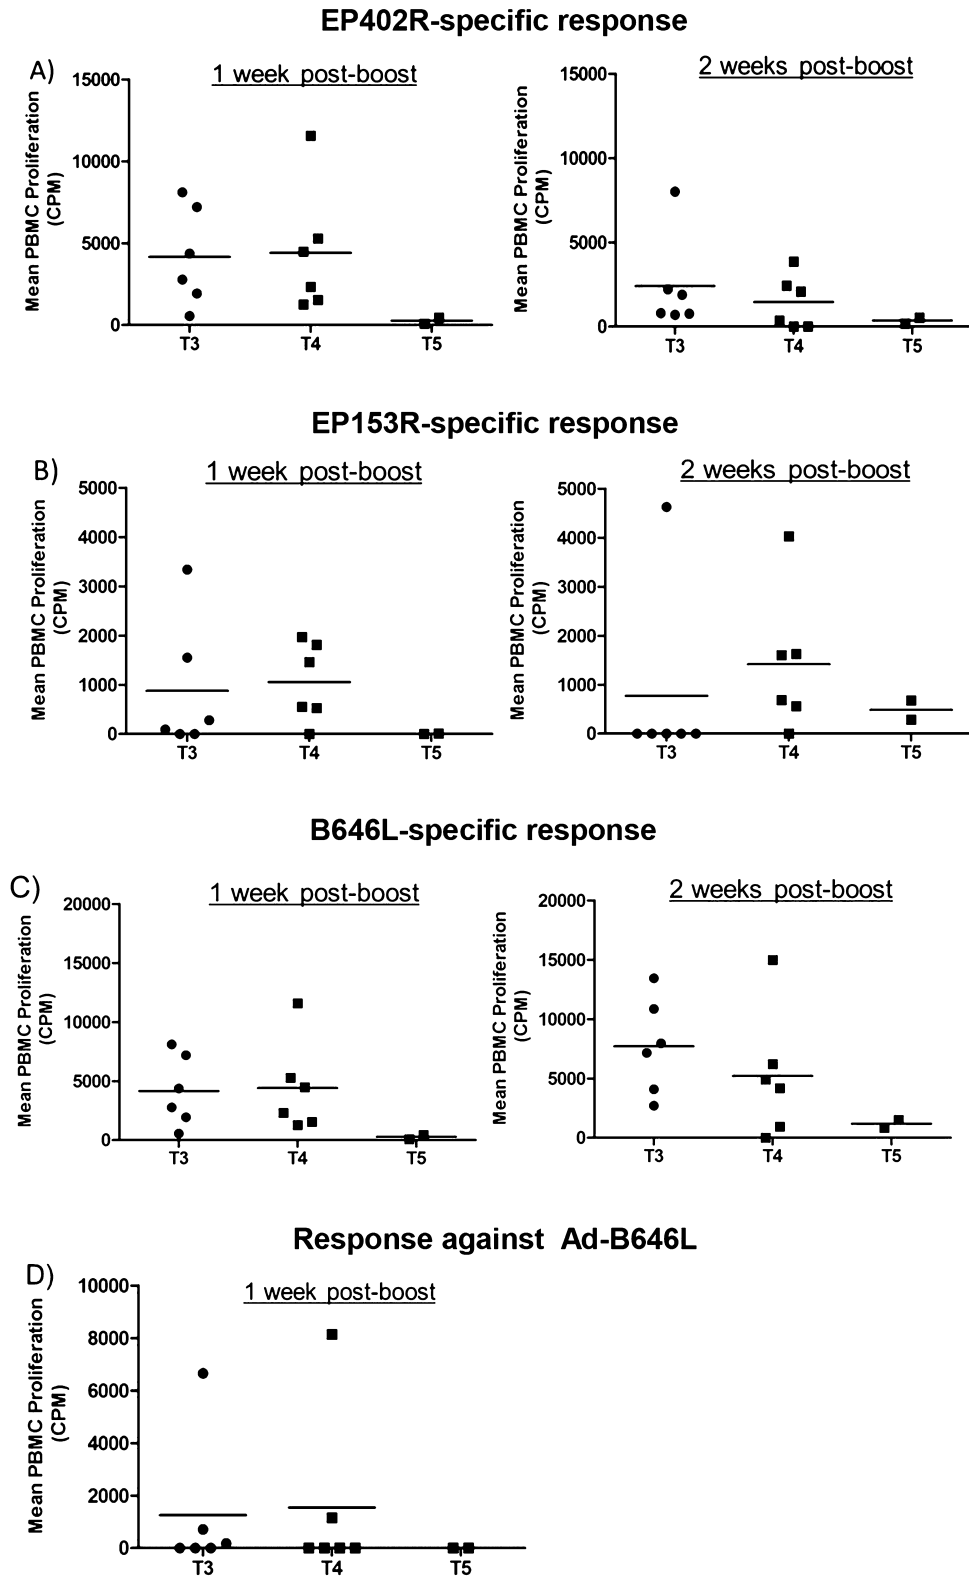 EP402R-specific response
A)
1 week post-boost
Mean PBMC Proliferation
(CPM)
15000
10000
5000
0
T3 T4 T5
2 weeks post-boost
Mean PBMC Proliferation
(CPM)
15000
10000
5000
0
T3 T4 T5
EP153R-specific response
B)
1 week post-boost
Mean PBMC Proliferation
(CPM)
5000
4000
3000
2000
1000
0
T3 T4 T5
2 weeks post-boost
Mean PBMC Proliferation
(CPM)
5000
4000
3000
2000
1000
0
T3 T4 T5
B646L-specific response
C)
1 week post-boost
Mean PBMC Proliferation
(CPM)
20000
15000
10000
5000
0
T3 T4 T5
2 weeks post-boost
Mean PBMC Proliferation
(CPM)
20000
15000
10000
5000
0
T3 T4 T5
Response against Ad-B646L
D)
1 week post-boost
Mean PBMC Proliferation
(CPM)
10000
8000
6000
4000
2000
0
T3 T4 T5